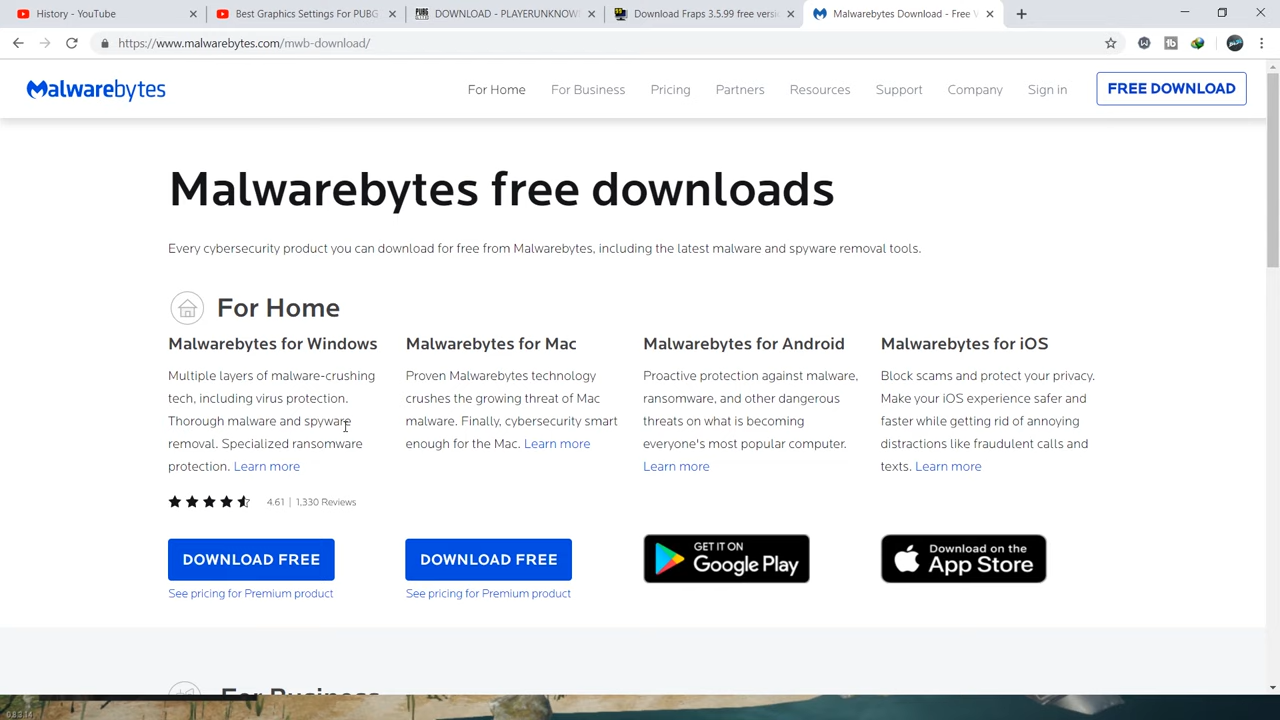 History - YouTube
Best Graphics Settings For PUBG
DOWNLOAD - PLAYERUNKNOW
Download Fraps 3.5.99 free versi
Malwarebytes Download - Free V
https://www.malwarebytes.com/mwb-download/
Malwarebytes
For Home
For Business
Pricing
Partners
Resources
Support
Company
Sign in
FREE DOWNLOAD
Malwarebytes free downloads
Every cybersecurity product you can download for free from Malwarebytes, including the latest malware and spyware removal tools.
For Home
Malwarebytes for Windows
Multiple layers of malware-crushing
tech, including virus protection.
Thorough malware and spyware
removal. Specialized ransomware
protection. Learn more
4.61 | 1,330 Reviews
DOWNLOAD FREE
See pricing for Premium product
Malwarebytes for Mac
Proven Malwarebytes technology
crushes the growing threat of Mac
malware. Finally, cybersecurity smart
enough for the Mac. Learn more
DOWNLOAD FREE
See pricing for Premium product
Malwarebytes for Android
Proactive protection against malware,
ransomware, and other dangerous
threats on what is becoming
everyone's most popular computer.
Learn more
GET IT ON
Google Play
Malwarebytes for iOS
Block scams and protect your privacy.
Make your iOS experience safer and
faster while getting rid of annoying
distractions like fraudulent calls and
texts. Learn more
Download on the
App Store
For Business